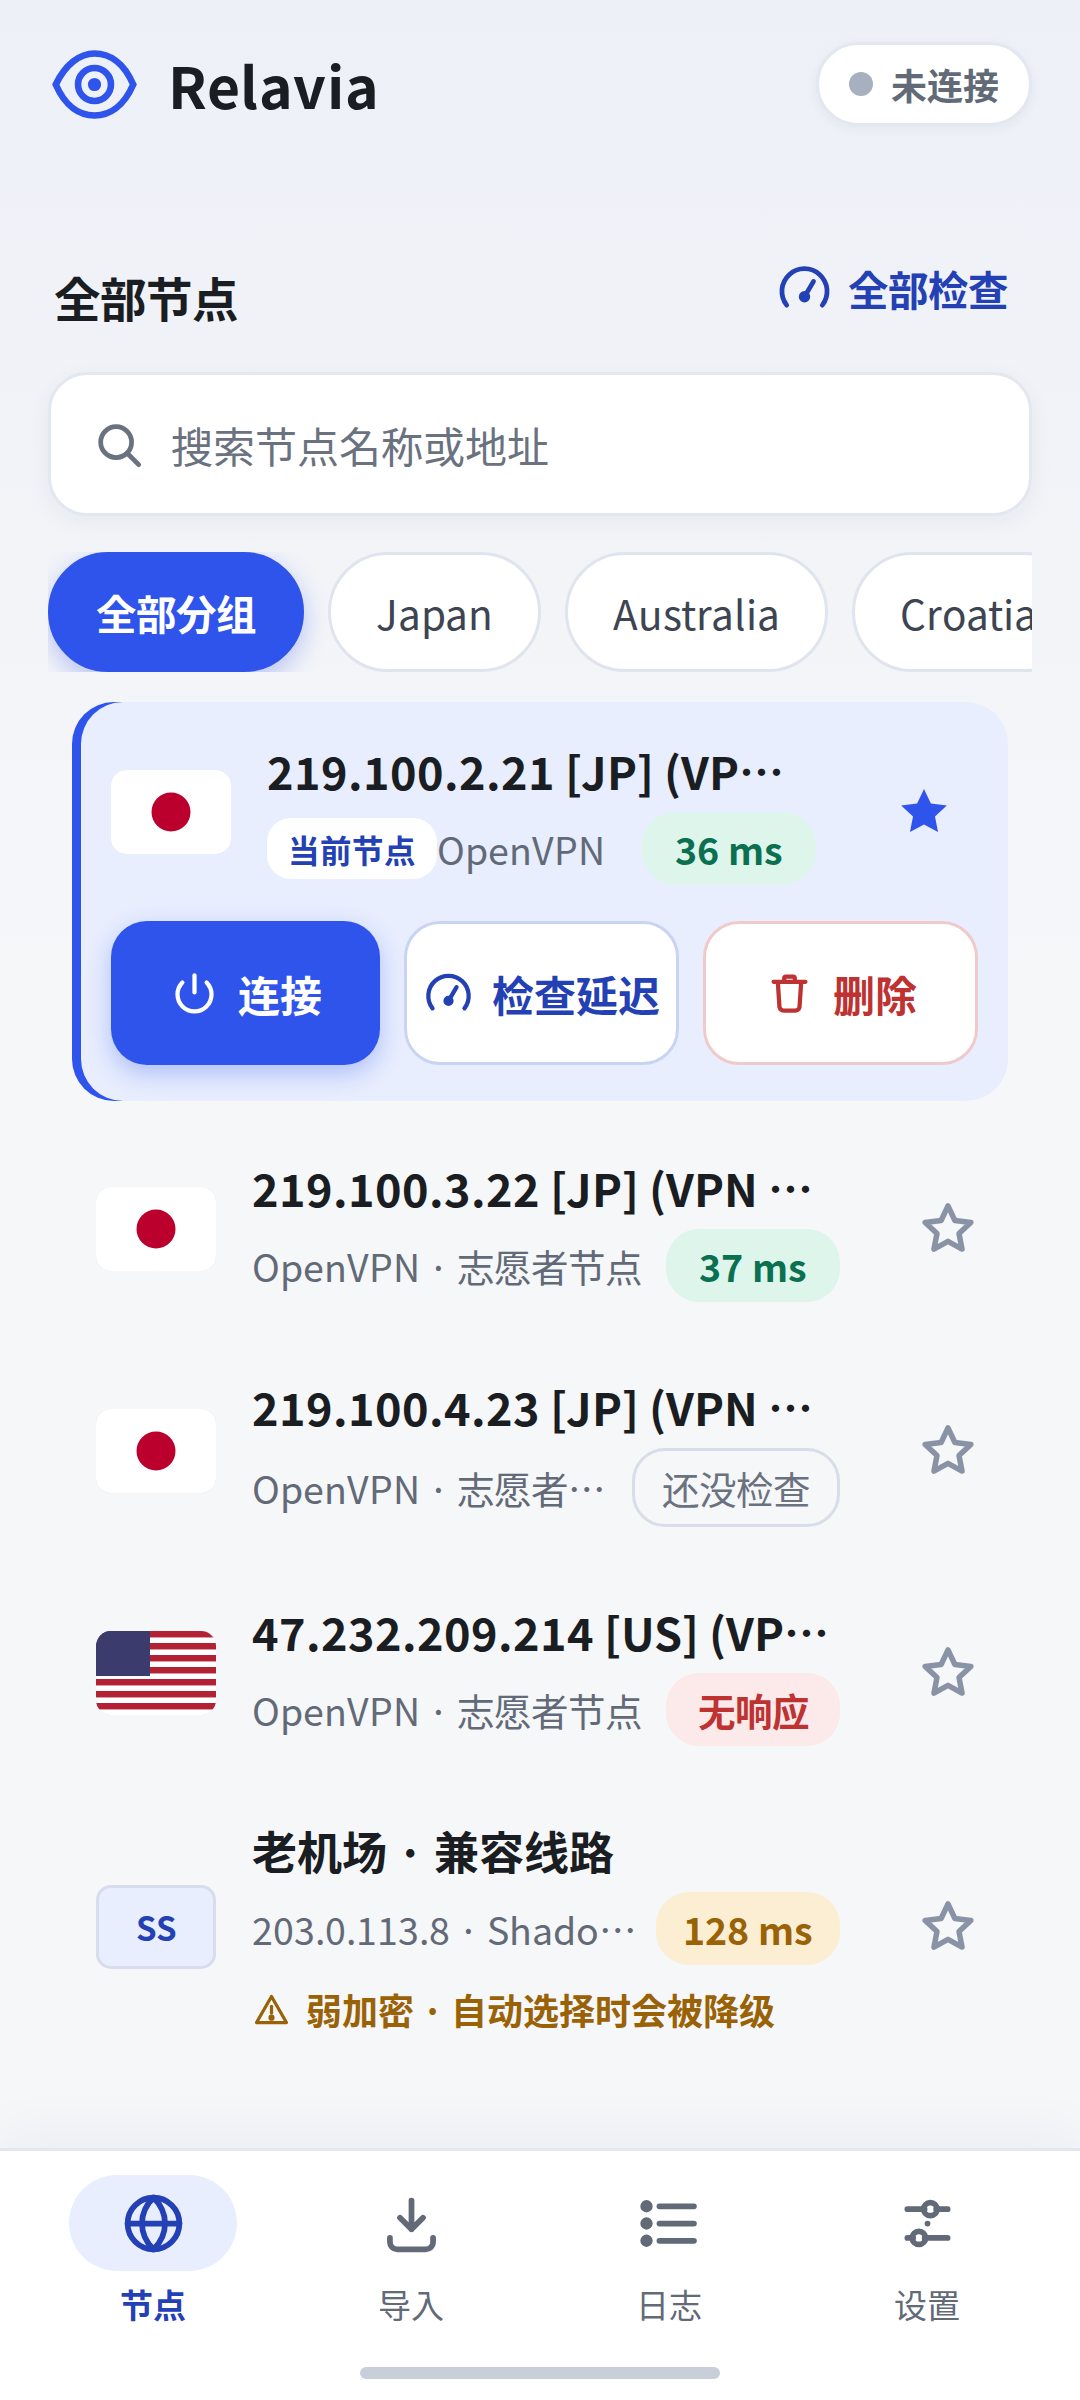 Relavia
未连接
全部节点
全部检查
搜索节点名称或地址
全部分组
Japan
Australia
Croatia
219.100.2.21 [JP] (VP…
当前节点 OpenVPN
36 ms
连接
检查延迟
删除
219.100.3.22 [JP] (VPN …
OpenVPN · 志愿者节点
37 ms
219.100.4.23 [JP] (VPN …
OpenVPN · 志愿者…
还没检查
47.232.209.214 [US] (VP…
OpenVPN · 志愿者节点
无响应
老机场 · 兼容线路
SS
203.0.113.8 · Shado…
128 ms
弱加密 · 自动选择时会被降级
节点
导入
日志
设置